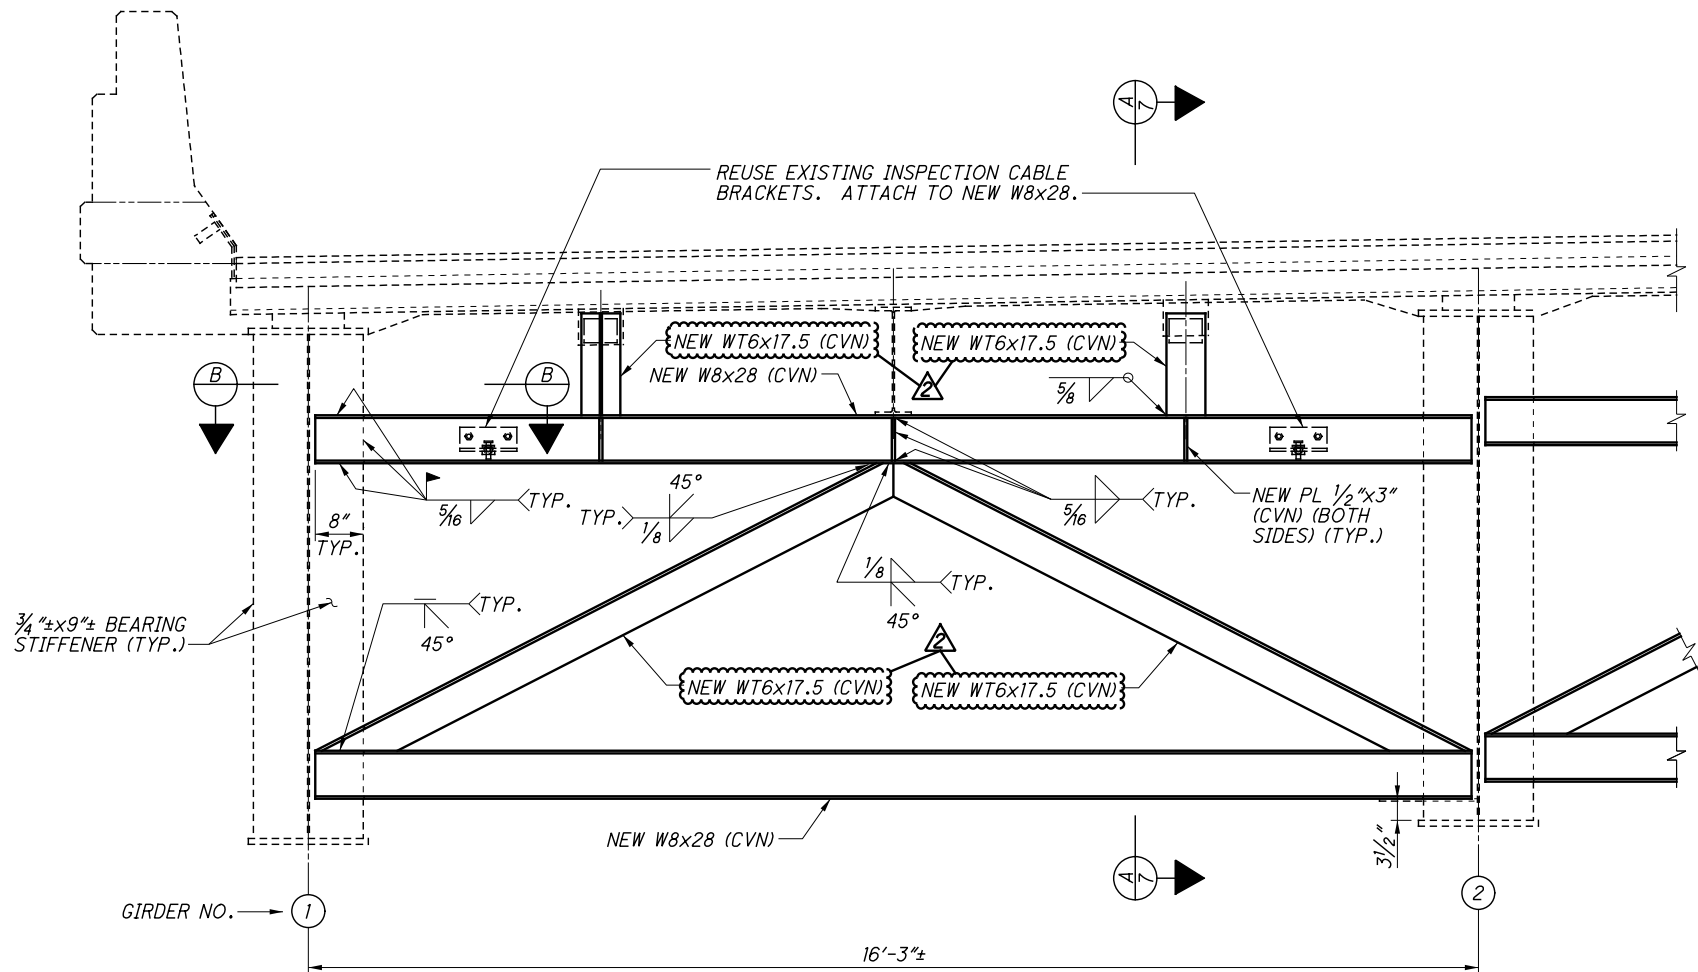 A
7
REUSE EXISTING INSPECTION CABLE
BRACKETS. ATTACH TO NEW W8x28.
NEW WT6x17.5 (CVN)
NEW WT6x17.5 (CVN)
B
B
NEW W8x28 (CVN)
2
5/8
45°
TYP.
5/16
TYP.
1/8
TYP.
5/16
NEW PL 1/2"x3"
(CVN) (BOTH
SIDES) (TYP.)
8"
TYP.
1/8
TYP.
45°
TYP.
45°
3/4"±x9"± BEARING
STIFFENER (TYP.)
2
NEW WT6x17.5 (CVN)
NEW WT6x17.5 (CVN)
NEW W8x28 (CVN)
3 1/2"
A
7
GIRDER NO.
1
2
16'-3"±